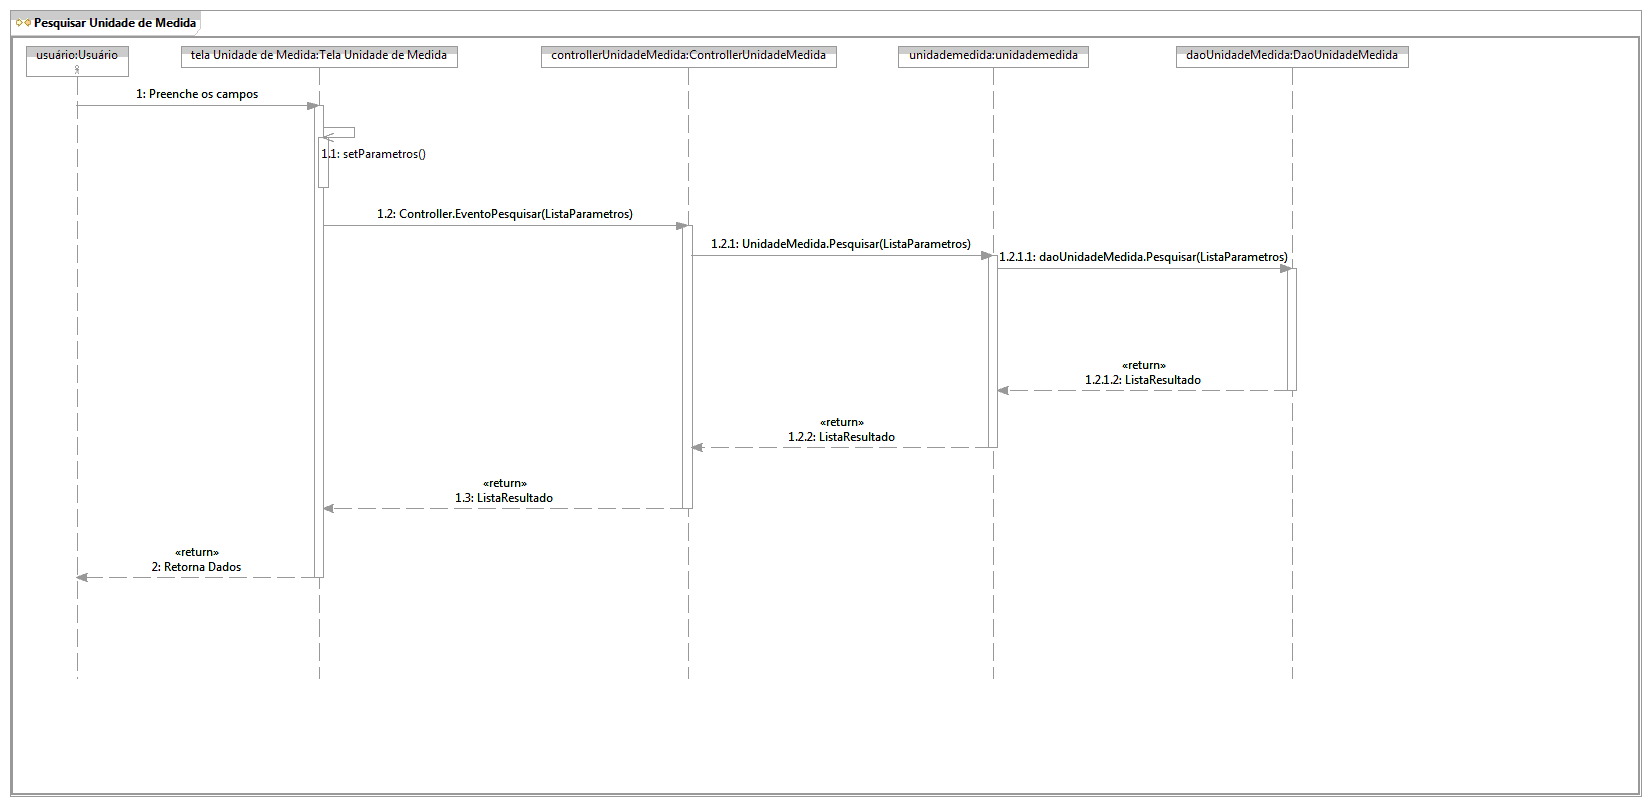 Pesquisar Unidade de Medida
usuário:Usuário
tela Unidade de Medida:Tela Unidade de Medida
controllerUnidadeMedida:ControllerUnidadeMedida
unidademedida:unidademedida
daoUnidadeMedida:DaoUnidadeMedida
1: Preenche os campos
1.1: setParametros()
1.2: Controller.EventoPesquisar(ListaParametros)
1.2.1: UnidadeMedida.Pesquisar(ListaParametros)
1.2.1.1: daoUnidadeMedida.Pesquisar(ListaParametros)
«return»
1.2.1.2: ListaResultado
«return»
1.2.2: ListaResultado
«return»
1.3: ListaResultado
«return»
2: Retorna Dados